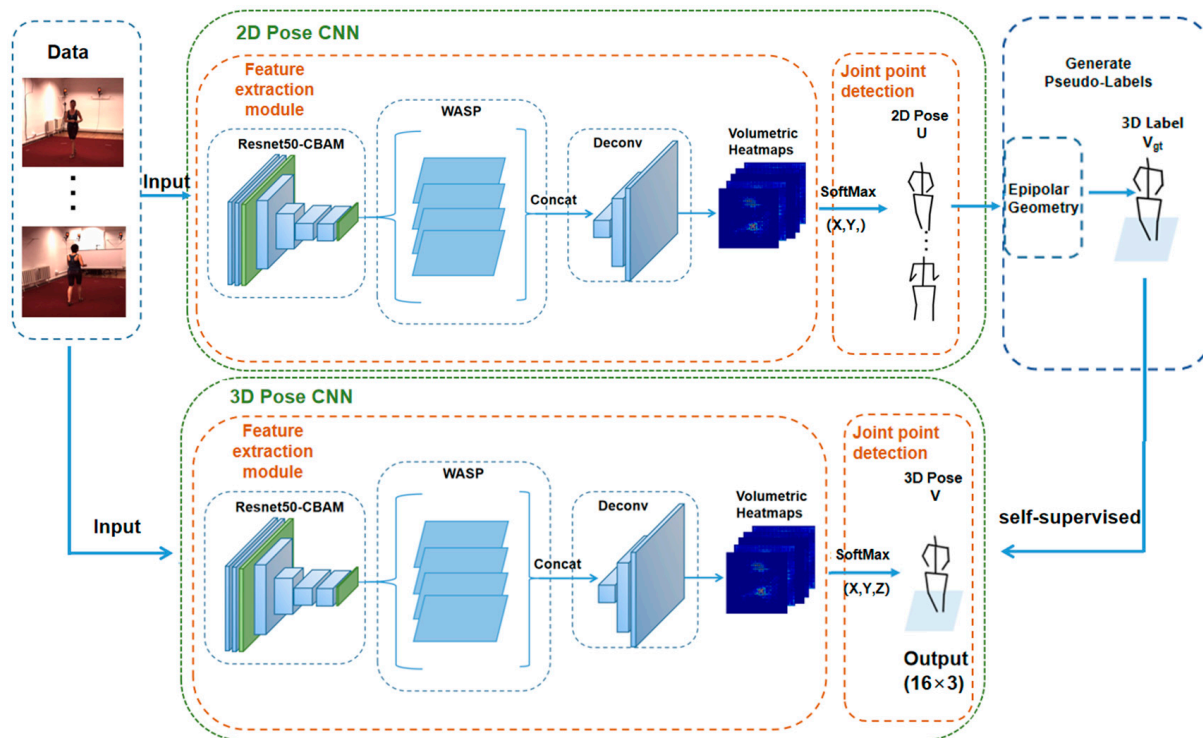 Data
Input
2D Pose CNN
Feature
extraction
module
Resnet50-CBAM
WASP
Concat
Deconv
Volumetric
Heatmaps
SoftMax
(X,Y,)
Joint point
detection
2D Pose
U
Generate
Pseudo-Labels
Epipolar
Geometry
3D Label
Vgt
Input
3D Pose CNN
Feature
extraction
module
Resnet50-CBAM
WASP
Concat
Deconv
Volumetric
Heatmaps
SoftMax
(X,Y,Z)
Joint point
detection
3D Pose
V
Output
(16×3)
self-supervised